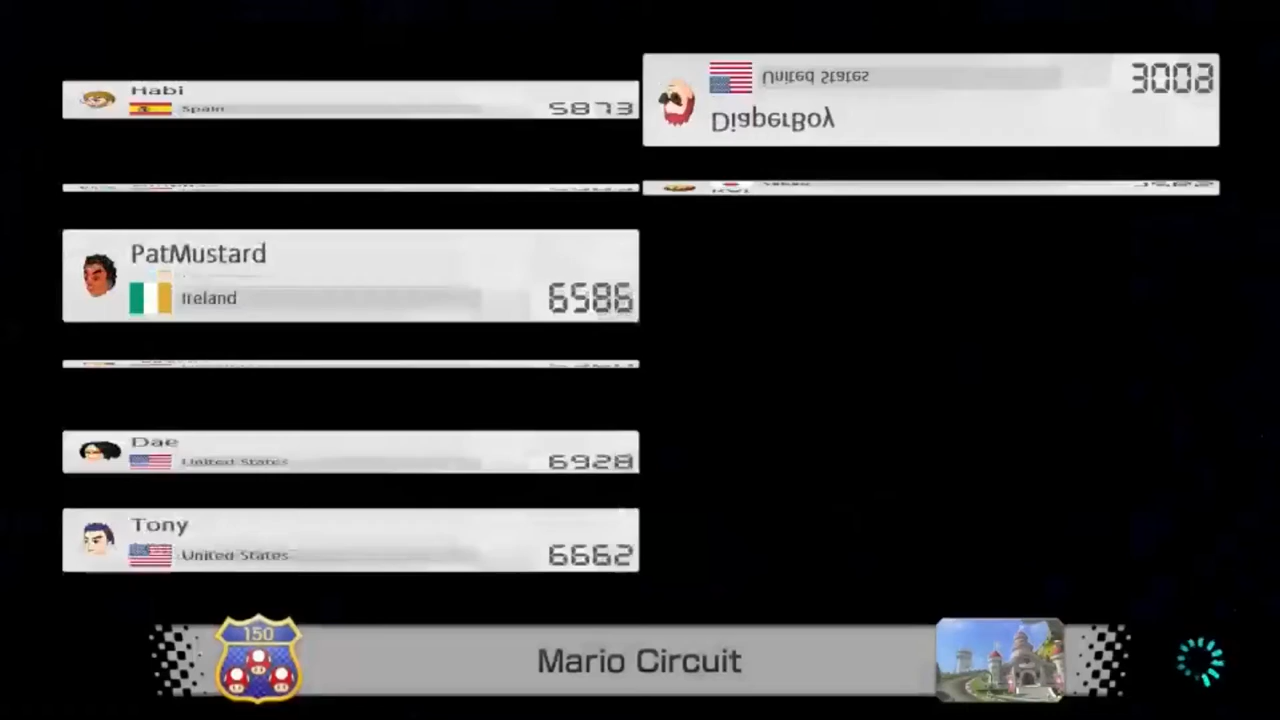 Habi
Spain 5873
PatMustard
Ireland 6586
Dae
United States 6928
Tony
United States 6662
United States 3009
DiaperBoy
150 Mario Circuit